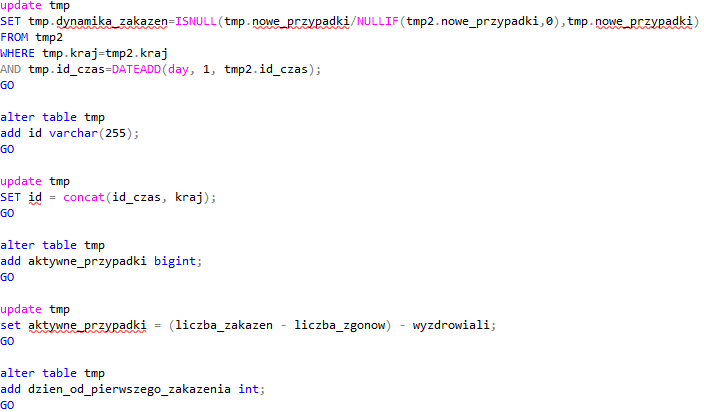 update tmp
SET tmp.dynamika_zakazen=ISNULL(tmp.nowe_przypadki/NULLIF(tmp2.nowe_przypadki,0),tmp.nowe_przypadki)
FROM tmp2
WHERE tmp.kraj=tmp2.kraj
AND tmp.id_czas=DATEADD(day, 1, tmp2.id_czas);
GO
alter table tmp
add id varchar(255);
GO
update tmp
SET id = concat(id_czas, kraj);
GO
alter table tmp
add aktywne_przypadki bigint;
GO
update tmp
set aktywne_przypadki = (liczba_zakazen - liczba_zgonow) - wyzdrowiali;
GO
alter table tmp
add dzien_od_pierwszego_zakazenia int;
GO